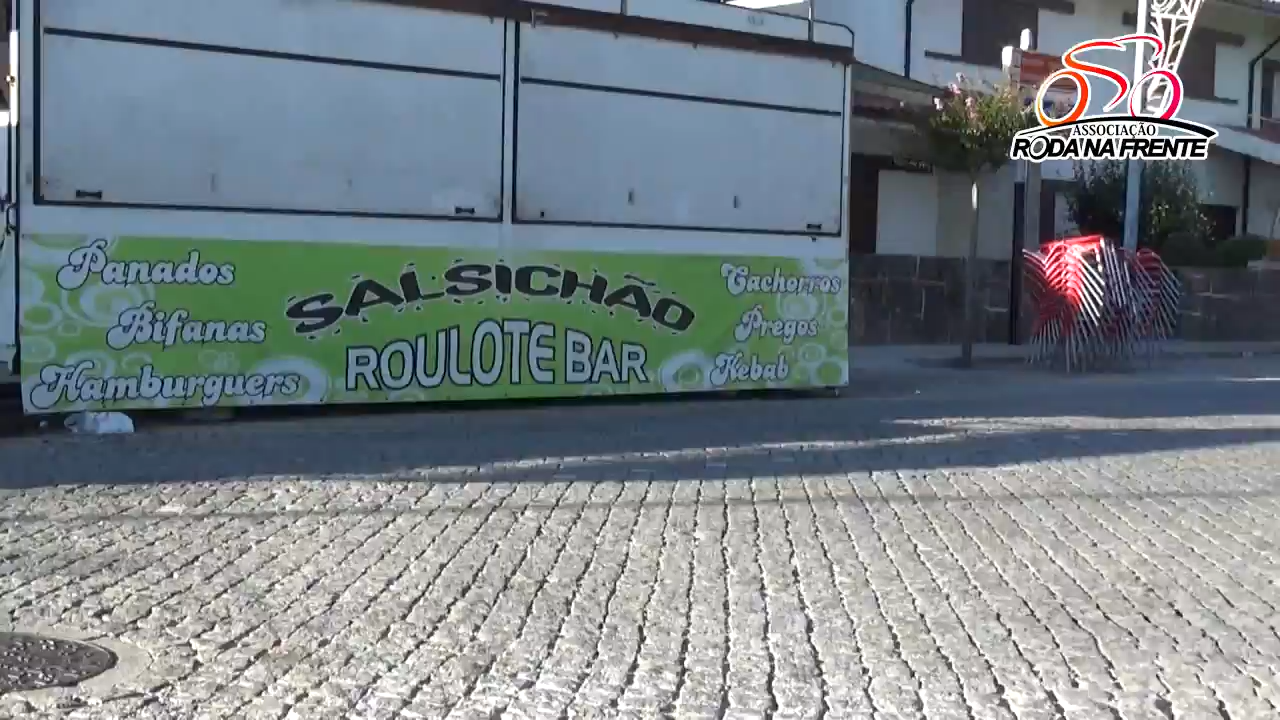 ASSOCIAÇÃO
RODA NA FRENTE
Panados
Bifanas
Hamburguers
SALSICHÃO
ROULOTE BAR
Cachorros
Pregos
Kebab